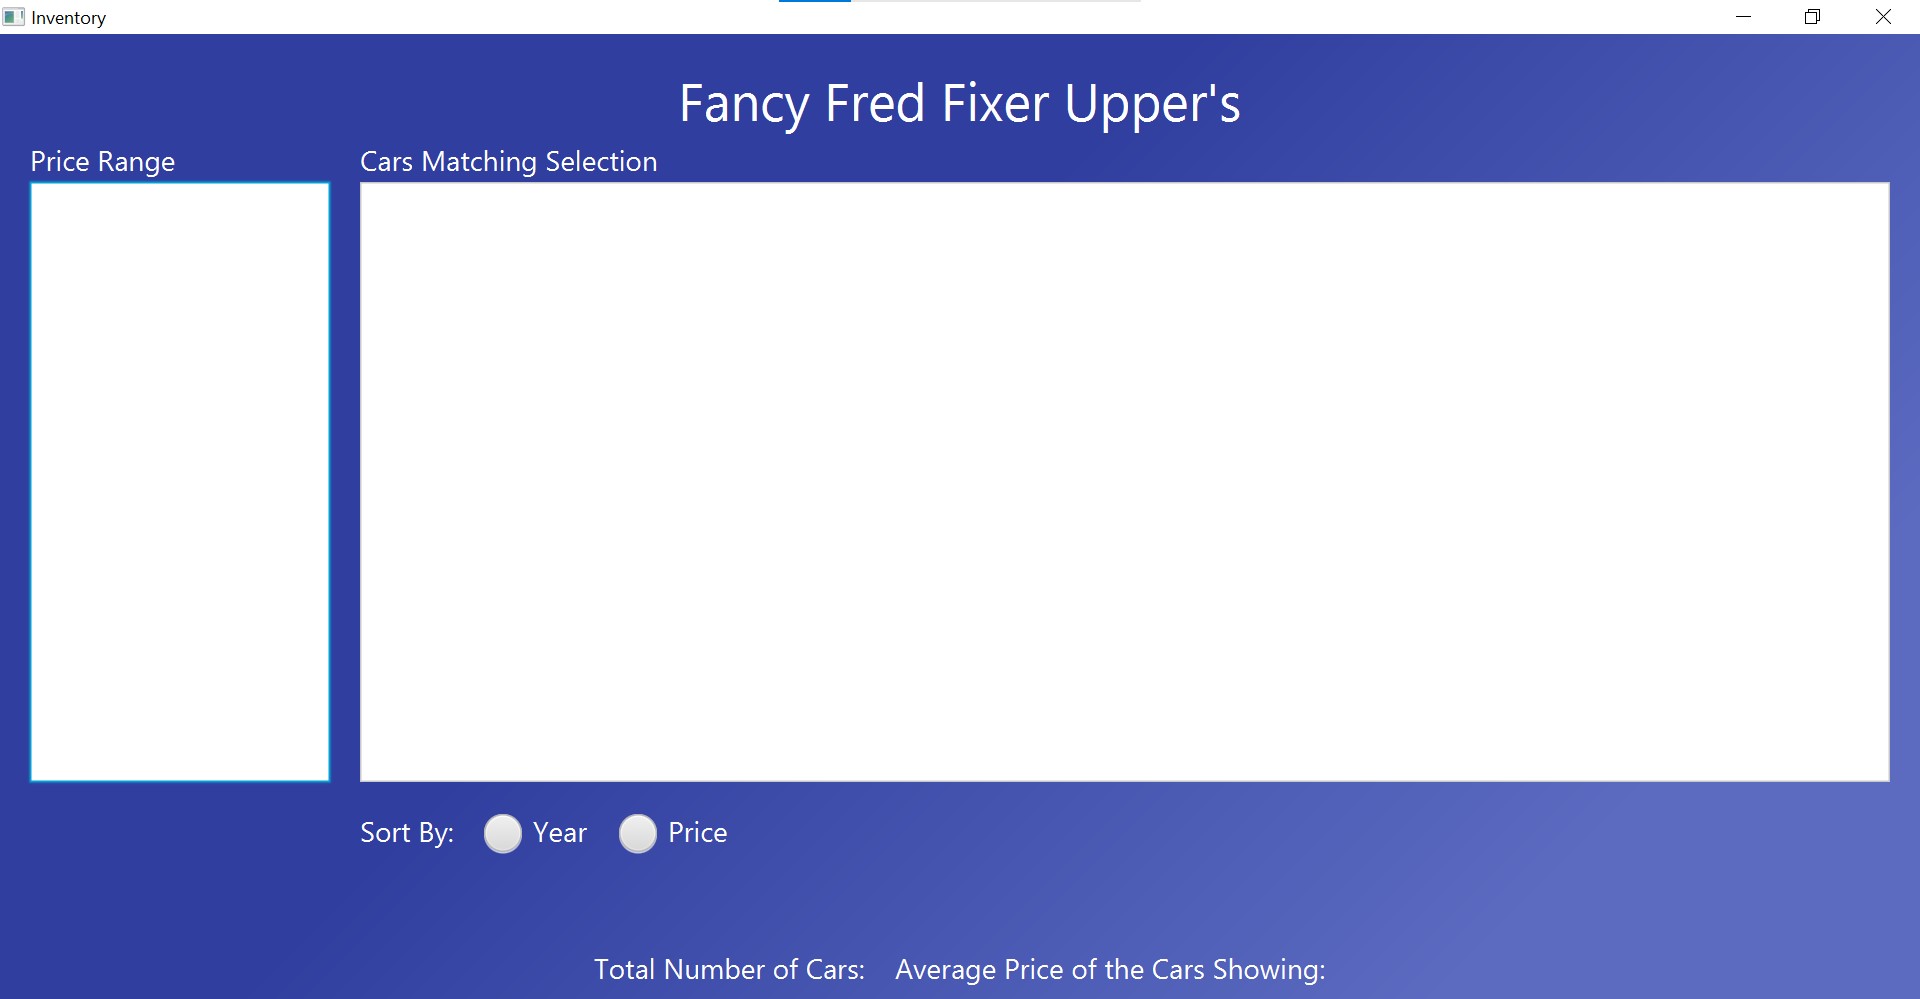 Inventory
Fancy Fred Fixer Upper's
Price Range
Cars Matching Selection
Sort By: Year Price
Total Number of Cars: Average Price of the Cars Showing: